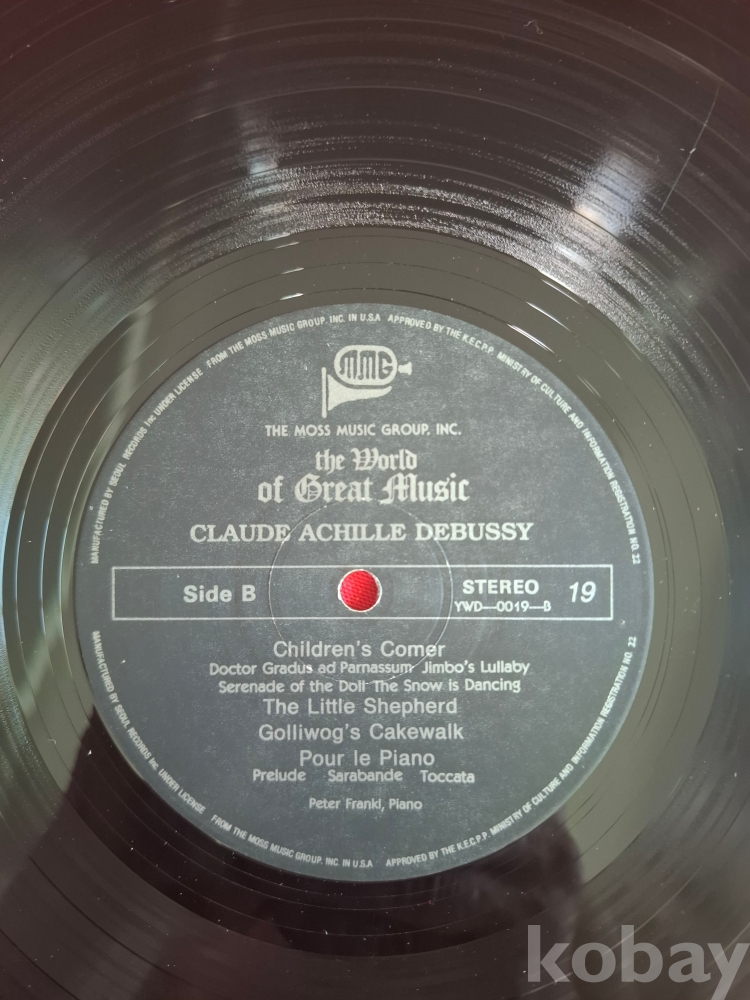 MANUFACTURED BY SEOUL RECORDS Inc UNDER LICENSE FROM THE MOSS MUSIC GROUP. INC. IN U.S.A APPROVED BY THE K.E.C.P.P. MINISTRY OF CULTURE AND INFORMATION REGISTRATION NO. 22
MMG
THE MOSS MUSIC GROUP, INC.
the World
of Great Music
CLAUDE ACHILLE DEBUSSY
Side B
STEREO 19
YWD—0019—B
Children's Corner
Doctor Gradus ad Parnassum Jimbo's Lullaby
Serenade of the Doll The Snow is Dancing
The Little Shepherd
Golliwog's Cakewalk
Pour le Piano
Prelude Sarabande Toccata
Peter Frankl, Piano
MANUFACTURED BY SEOUL RECORDS Inc. UNDER LICENSE FROM THE MOSS MUSIC GROUP. INC. IN U.S.A APPROVED BY THE K.E.C.P.P. MINISTRY OF CULTURE AND INFORMATION REGISTRATION NO. 22
kobay